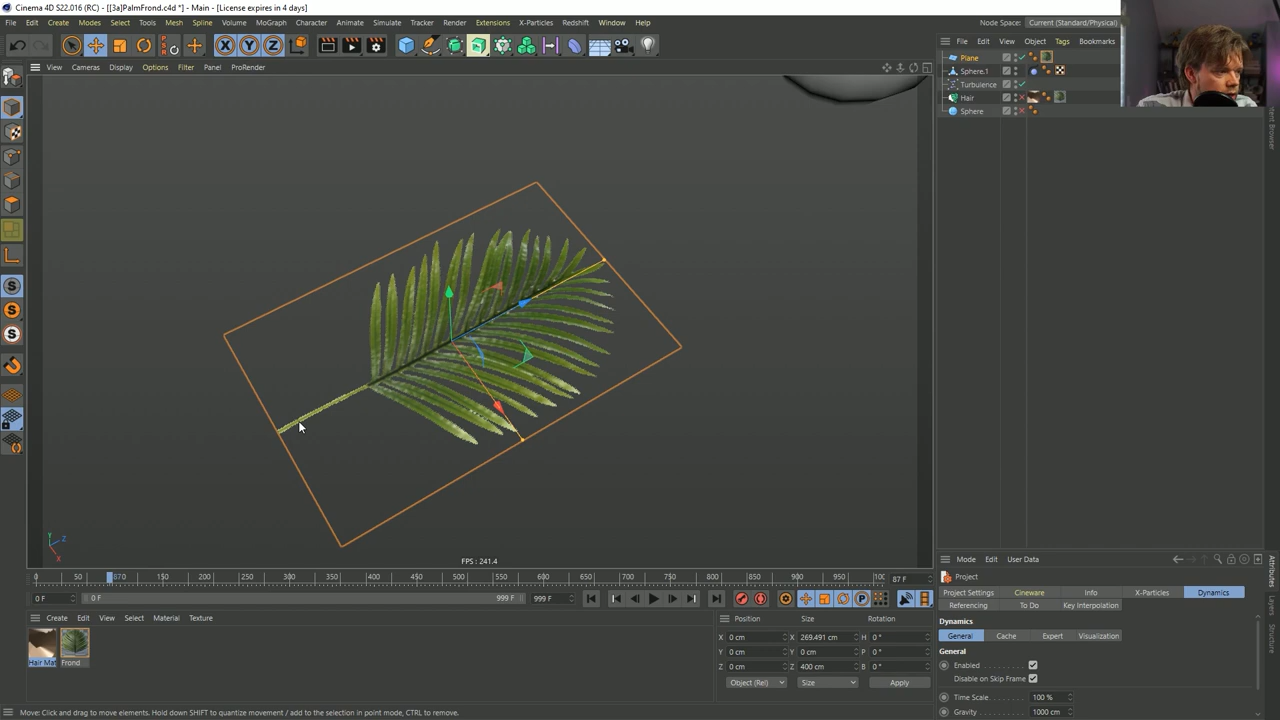 Cinema 4D S22.016 (RC) - [[3a]PalmFrond.c4d *] - Main - [License expires in 4 days]
File Edit Create Modes Select Tools Mesh Spline Volume MoGraph Character Animate Simulate Tracker Render Extensions X-Particles Redshift Window Help
Node Space: Current (Standard/Physical)
File Edit View Object Tags Bookmarks
View Cameras Display Options Filter Panel ProRender
Plane
Sphere.1
Turbulence
Hair
Sphere
Content Browser
Y
Z
X
FPS : 241.4
0 50 870 100 150 200 250 300 350 400 450 500 550 600 650 700 750 800 850 900 950 100
87 F
0 F 0 F 999 F 999 F
Create Edit View Select Material Texture
Hair Mat Frond
Position Size Rotation
X 0 cm X 269.491 cm H 0 °
Y 0 cm Y 0 cm P 0 °
Z 0 cm Z 400 cm B 0 °
Object (Rel) Size Apply
Mode Edit User Data
Project
Project Settings Cineware Info X-Particles Dynamics
Referencing To Do Key Interpolation
Dynamics
General Cache Expert Visualization
General
Enabled
Disable on Skip Frame
Time Scale 100 %
Gravity 1000 cm
Attributes
Layers
Structure
Move: Click and drag to move elements. Hold down SHIFT to quantize movement / add to the selection in point mode, CTRL to remove.